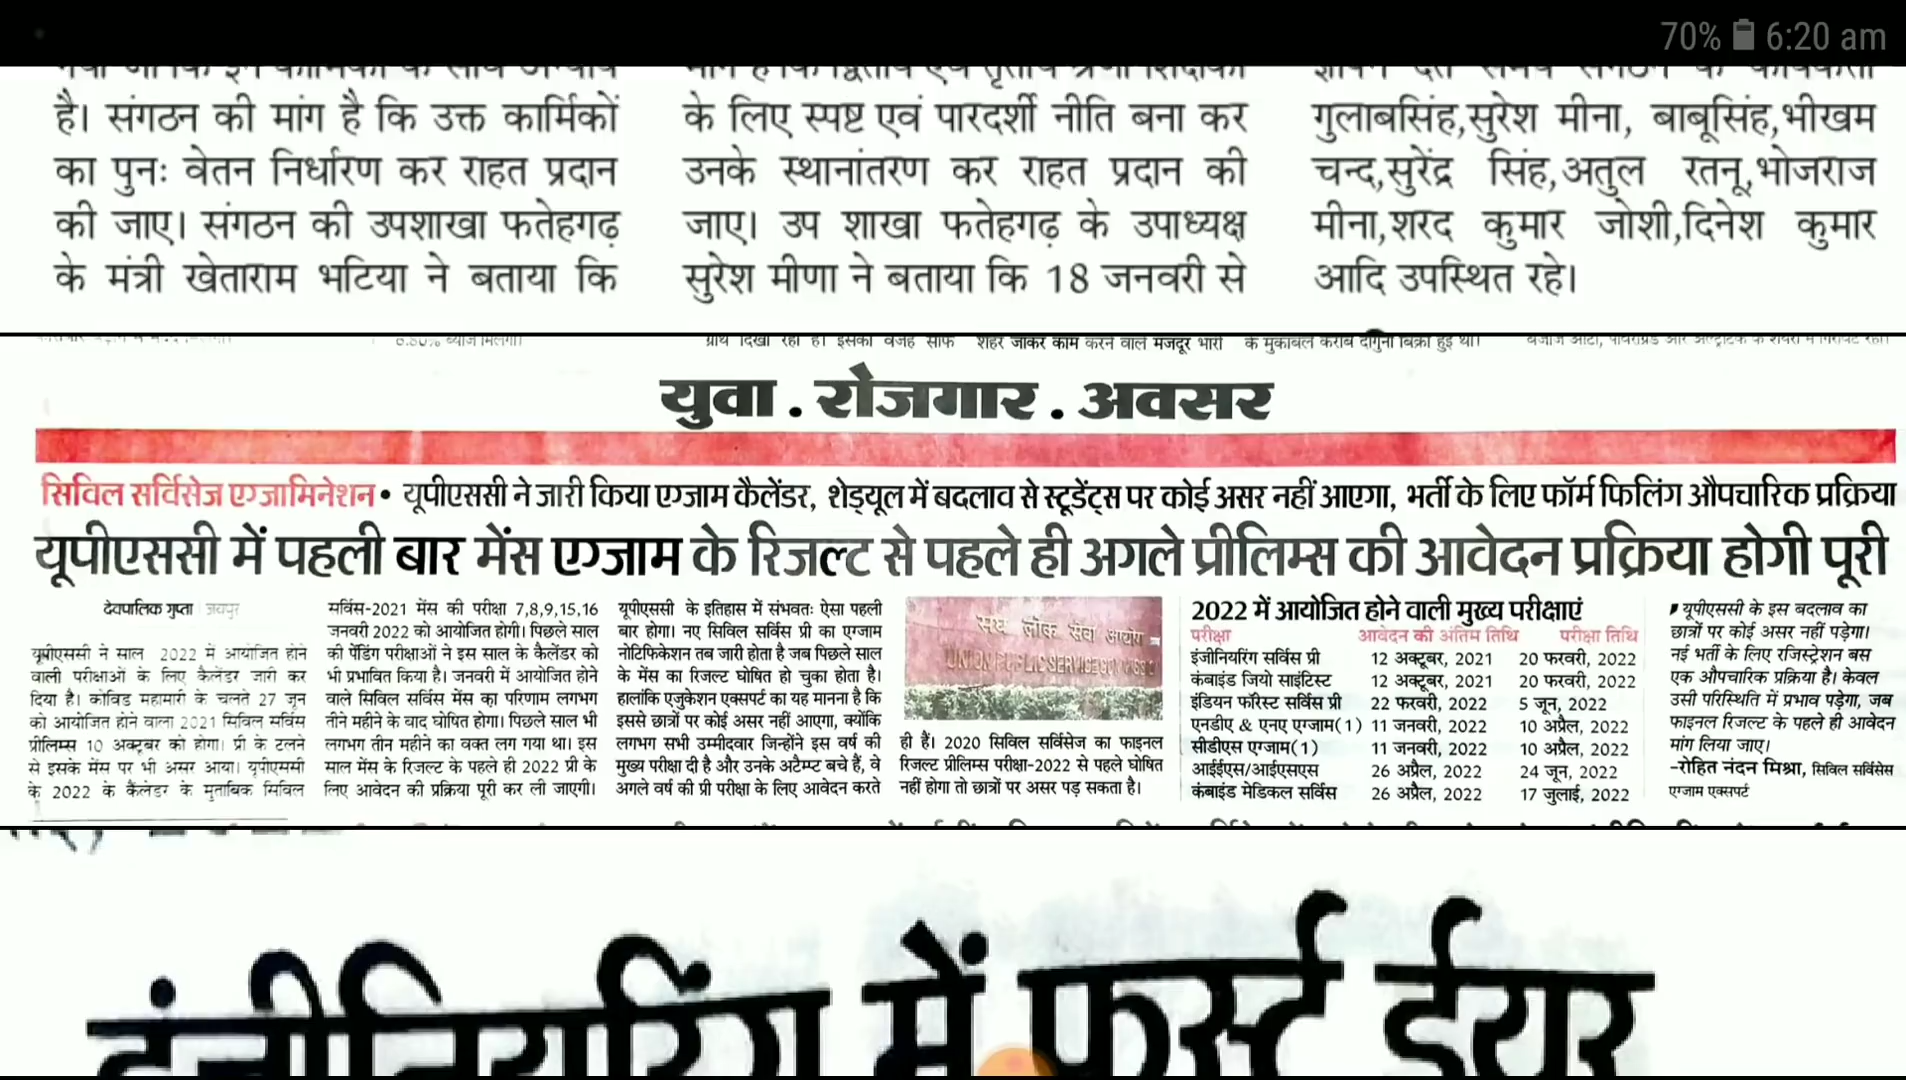 70% 6:20 am
है। संगठन की मांग है कि उक्त कार्मिकों
का पुनः वेतन निर्धारण कर राहत प्रदान
की जाए। संगठन की उपशाखा फतेहगढ़
के मंत्री खेताराम भटिया ने बताया कि
के लिए स्पष्ट एवं पारदर्शी नीति बना कर
उनके स्थानांतरण कर राहत प्रदान की
जाए। उप शाखा फतेहगढ़ के उपाध्यक्ष
सुरेश मीणा ने बताया कि 18 जनवरी से
गुलाबसिंह,सुरेश मीना, बाबूसिंह,भीखम
चन्द,सुरेंद्र सिंह,अतुल रतनू,भोजराज
मीना,शरद कुमार जोशी,दिनेश कुमार
आदि उपस्थित रहे।
शहर जाकर काम करने वाले मजदूर भारी
के मुकाबले करीब दोगुनी बिक्री हुई थी।
युवा . रोजगार . अवसर
सिविल सर्विसेज एग्जामिनेशन • यूपीएससी ने जारी किया एग्जाम कैलेंडर, शेड्यूल में बदलाव से स्टूडेंट्स पर कोई असर नहीं आएगा, भर्ती के लिए फॉर्म फिलिंग औपचारिक प्रक्रिया
यूपीएससी में पहली बार मेंस एग्जाम के रिजल्ट से पहले ही अगले प्रीलिम्स की आवेदन प्रक्रिया होगी पूरी
देवपालिक गुप्ता जयपुर
यूपीएससी ने साल 2022 में आयोजित होने
वाली परीक्षाओं के लिए कैलेंडर जारी कर
दिया है। कोविड महामारी के चलते 27 जून
को आयोजित होने वाला 2021 सिविल सर्विस
प्रीलिम्स 10 अक्टूबर को होगा। प्री के टलने
से इसके मेंस पर भी असर आया। यूपीएससी
के 2022 के कैलेंडर के मुताबिक सिविल
सर्विस-2021 मेंस की परीक्षा 7,8,9,15,16
जनवरी 2022 को आयोजित होगी। पिछले साल
की पेंडिंग परीक्षाओं ने इस साल के कैलेंडर को
भी प्रभावित किया है। जनवरी में आयोजित होने
वाले सिविल सर्विस मेंस का परिणाम लगभग
तीने महीने के बाद घोषित होगा। पिछले साल भी
लगभग तीन महीने का वक्त लग गया था। इस
साल मेंस के रिजल्ट के पहले ही 2022 प्री के
लिए आवेदन की प्रक्रिया पूरी कर ली जाएगी।
यूपीएससी के इतिहास में संभवतः ऐसा पहली
बार होगा। नए सिविल सर्विस प्री का एग्जाम
नोटिफिकेशन तब जारी होता है जब पिछले साल
के मेंस का रिजल्ट घोषित हो चुका होता है।
हालांकि एजुकेशन एक्सपर्ट का यह मानना है कि
इससे छात्रों पर कोई असर नहीं आएगा, क्योंकि
लगभग सभी उम्मीदवार जिन्होंने इस वर्ष की
मुख्य परीक्षा दी है और उनके अटैम्प्ट बचे हैं, वे
अगले वर्ष की प्री परीक्षा के लिए आवेदन करते
संघ लोक सेवा आयोग
UNION PUBLIC SERVICE
ही हैं। 2020 सिविल सर्विसेज का फाइनल
रिजल्ट प्रीलिम्स परीक्षा-2022 से पहले घोषित
नहीं होगा तो छात्रों पर असर पड़ सकता है।
2022 में आयोजित होने वाली मुख्य परीक्षाएं
परीक्षा आवेदन की अंतिम तिथि परीक्षा तिथि
इंजीनियरिंग सर्विस प्री 12 अक्टूबर, 2021 20 फरवरी, 2022
कंबाइंड जियो साइंटिस्ट 12 अक्टूबर, 2021 20 फरवरी, 2022
इंडियन फॉरेस्ट सर्विस प्री 22 फरवरी, 2022 5 जून, 2022
एनडीए & एनए एग्जाम(1) 11 जनवरी, 2022 10 अप्रैल, 2022
सीडीएस एग्जाम(1) 11 जनवरी, 2022 10 अप्रैल, 2022
आईईएस/आईएसएस 26 अप्रैल, 2022 24 जून, 2022
कंबाइंड मेडिकल सर्विस 26 अप्रैल, 2022 17 जुलाई, 2022
यूपीएससी के इस बदलाव का
छात्रों पर कोई असर नहीं पड़ेगा।
नई भर्ती के लिए रजिस्ट्रेशन बस
एक औपचारिक प्रक्रिया है। केवल
उसी परिस्थिति में प्रभाव पड़ेगा, जब
फाइनल रिजल्ट के पहले ही आवेदन
मांग लिया जाए।
-रोहित नंदन मिश्रा, सिविल सर्विसेस
एग्जाम एक्सपर्ट
इंजीनियरिंग में फर्स्ट ईयर